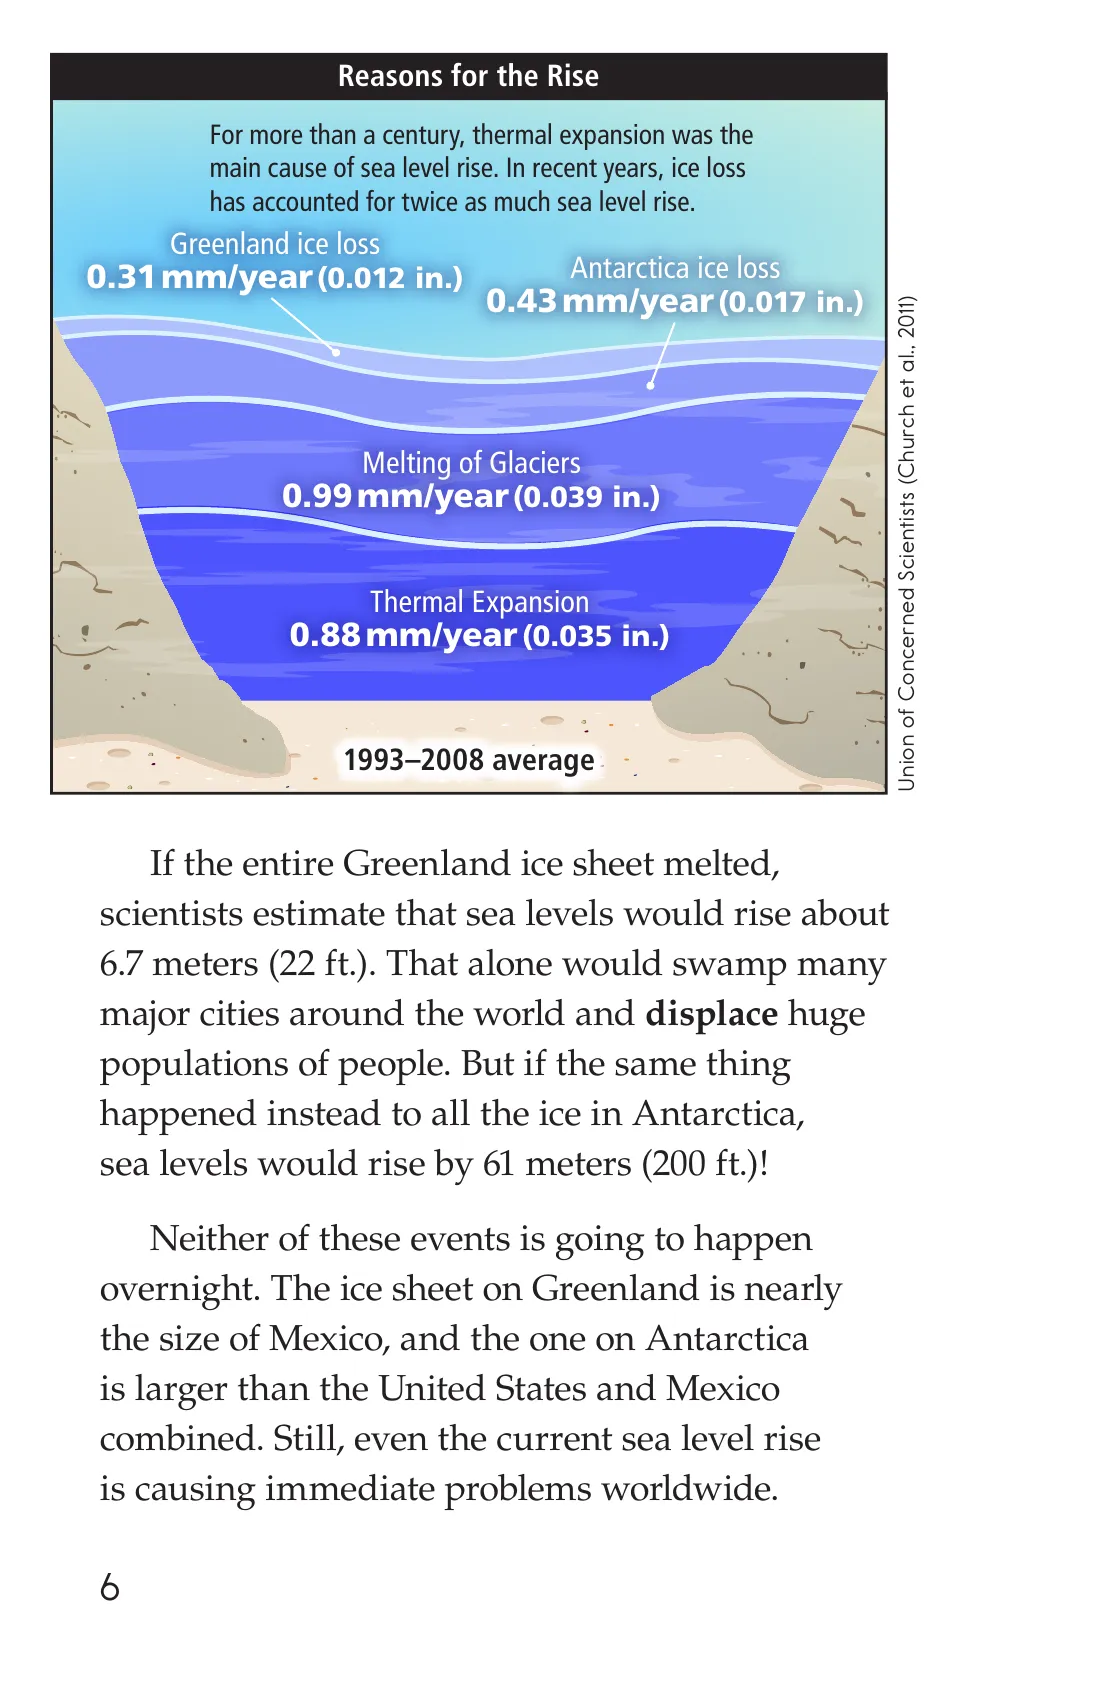 Reasons for the Rise
For more than a century, thermal expansion was the
main cause of sea level rise. In recent years, ice loss
has accounted for twice as much sea level rise.
Greenland ice loss
0.31 mm/year (0.012 in.)
Antarctica ice loss
0.43 mm/year (0.017 in.)
Melting of Glaciers
0.99 mm/year (0.039 in.)
Thermal Expansion
0.88 mm/year (0.035 in.)
1993–2008 average
Union of Concerned Scientists (Church et al., 2011)
If the entire Greenland ice sheet melted,
scientists estimate that sea levels would rise about
6.7 meters (22 ft.). That alone would swamp many
major cities around the world and displace huge
populations of people. But if the same thing
happened instead to all the ice in Antarctica,
sea levels would rise by 61 meters (200 ft.)!
Neither of these events is going to happen
overnight. The ice sheet on Greenland is nearly
the size of Mexico, and the one on Antarctica
is larger than the United States and Mexico
combined. Still, even the current sea level rise
is causing immediate problems worldwide.
6